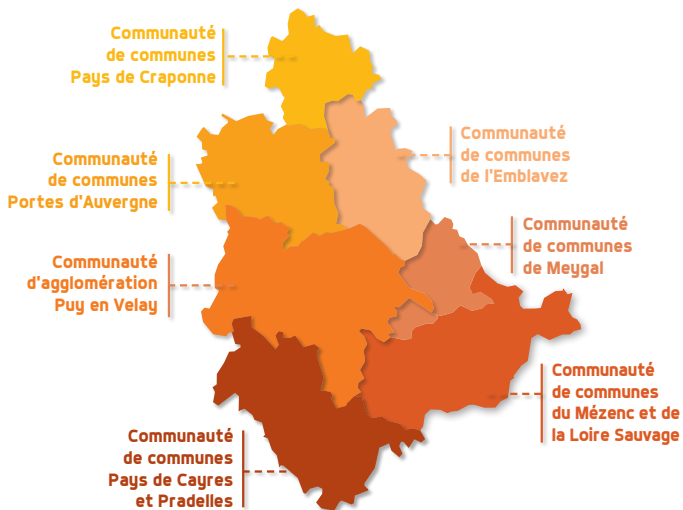 Communauté
de communes
Pays de Craponne
Communauté
de communes
de l'Emblavez
Communauté
de communes
Portes d'Auvergne
Communauté
de communes
de Meygal
Communauté
d'agglomération
Puy en Velay
Communauté
de communes
du Mézenc et de
la Loire Sauvage
Communauté
de communes
Pays de Cayres
et Pradelles